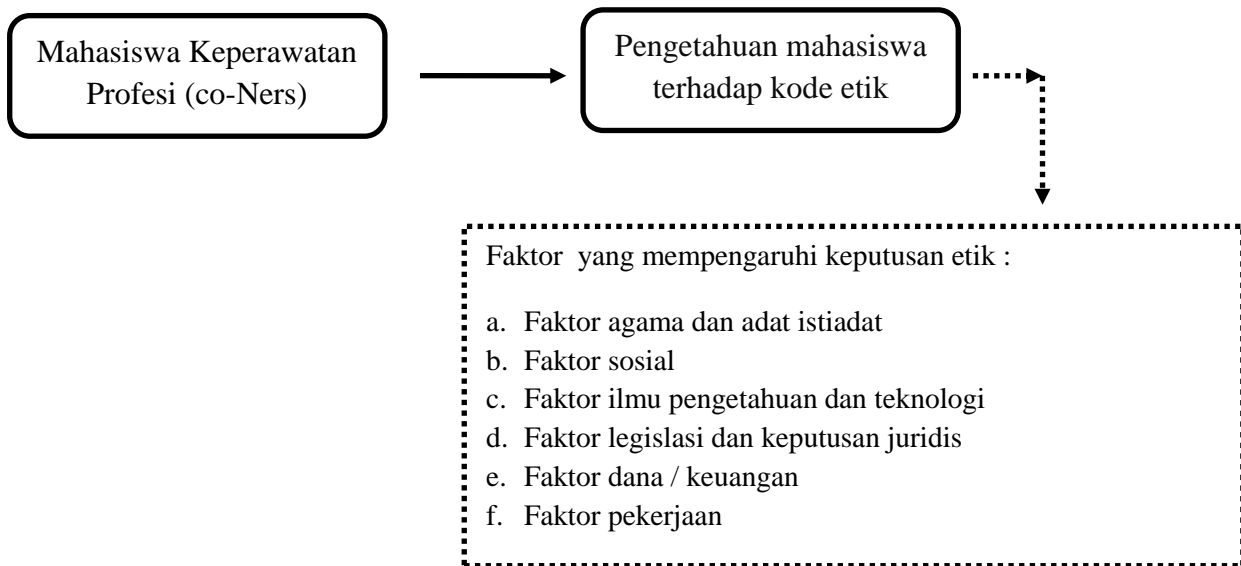 Mahasiswa Keperawatan
Profesi (co-Ners)
Pengetahuan mahasiswa
terhadap kode etik
Faktor yang mempengaruhi keputusan etik :
a. Faktor agama dan adat istiadat
b. Faktor sosial
c. Faktor ilmu pengetahuan dan teknologi
d. Faktor legislasi dan keputusan juridis
e. Faktor dana / keuangan
f. Faktor pekerjaan